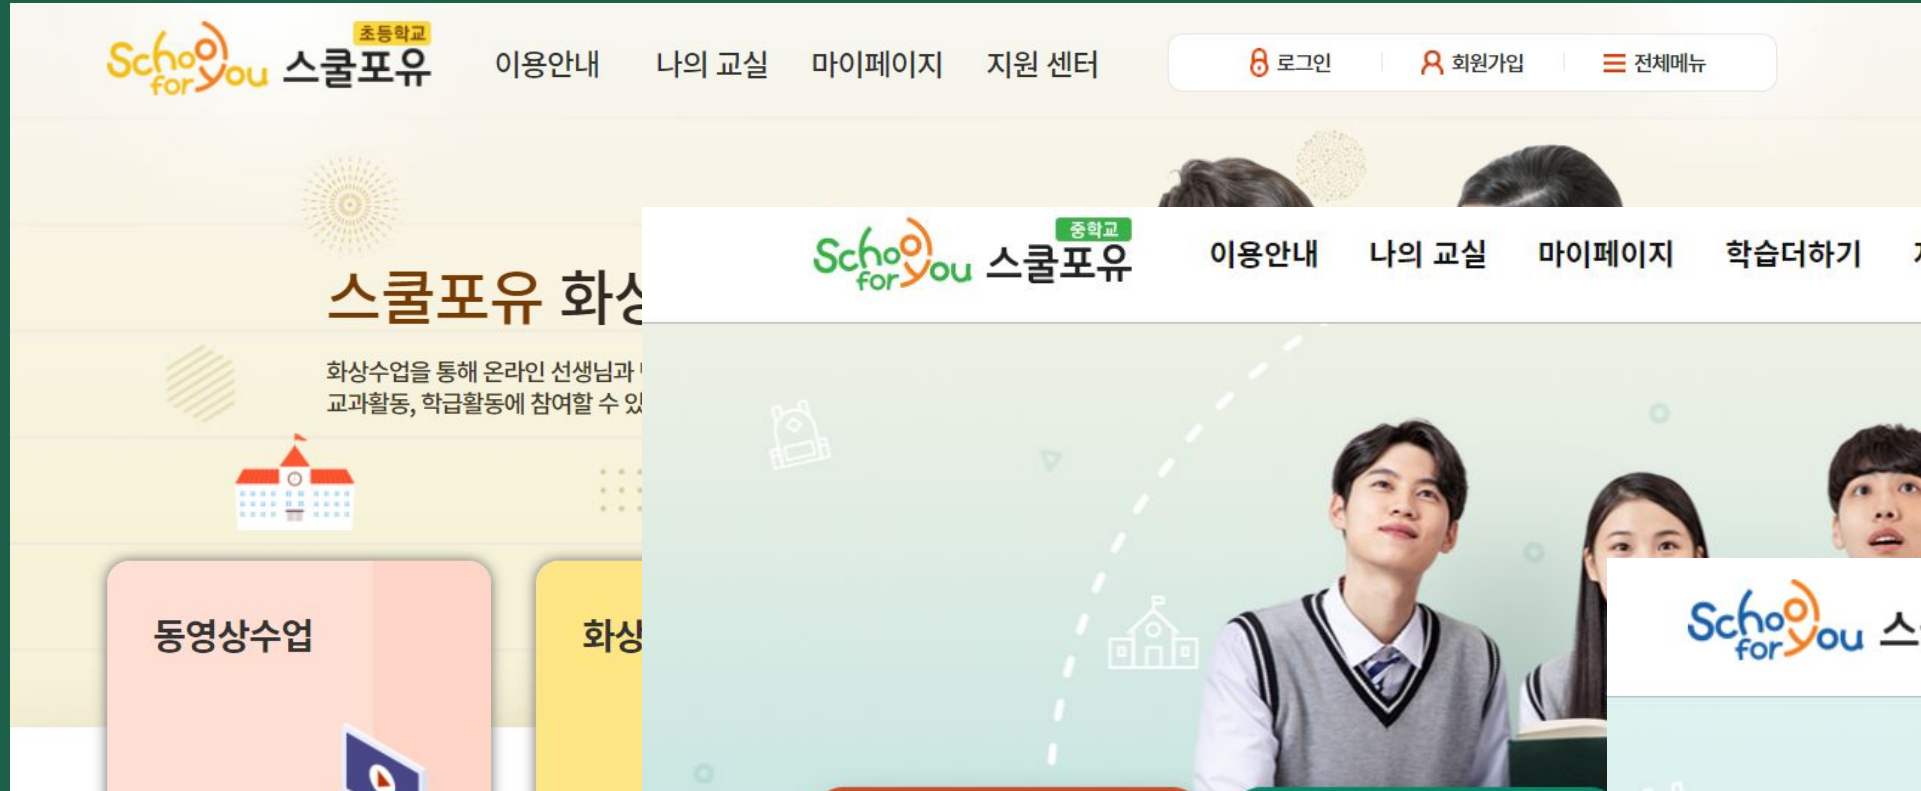 School for You 스쿨포유 초등학교
이용안내 나의 교실 마이페이지 지원 센터
로그인 회원가입 전체메뉴
스쿨포유
화상수업을 통해 온라인 선생님과
교과활동, 학급활동에 참여할 수
동영상수업
화상
School for You 스쿨포유 중학교
이용안내 나의 교실 마이페이지 학습더하기
School for You 스